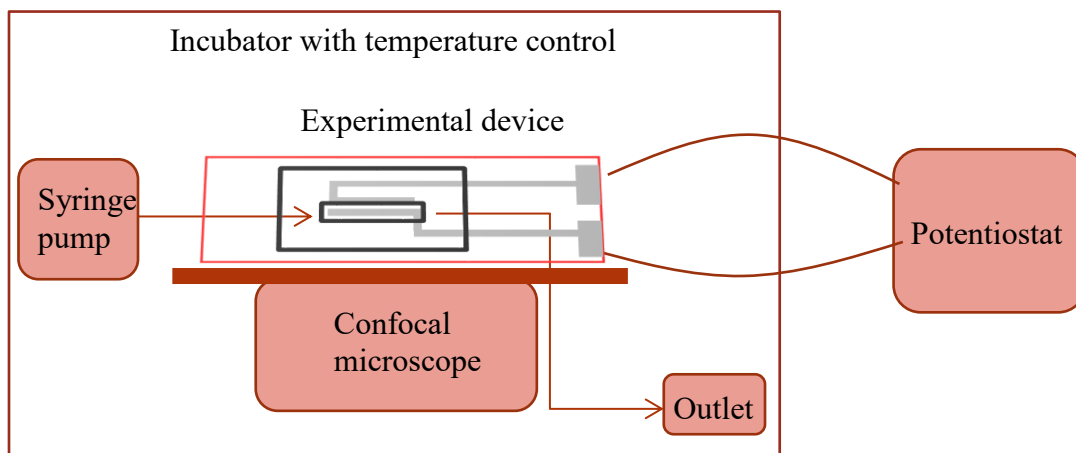 Incubator with temperature control
Experimental device
Syringe
pump
Potentiostat
Confocal
microscope
Outlet